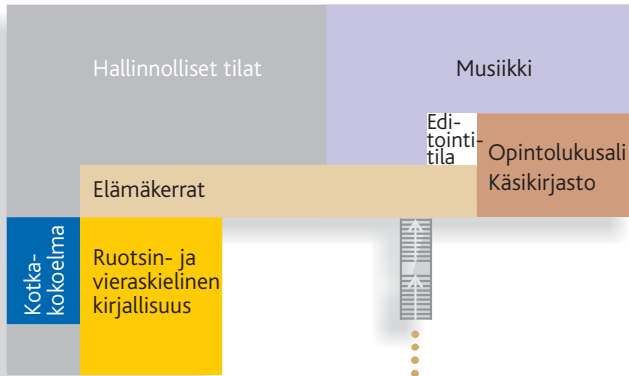 Hallinnolliset tilat
Musiikki
Edi-
tointi-
tila
Opintolukusali
Käsikirjasto
Elämäkerrat
Kotka-
kokoelma
Ruotsin- ja
vieraskielinen
kirjallisuus